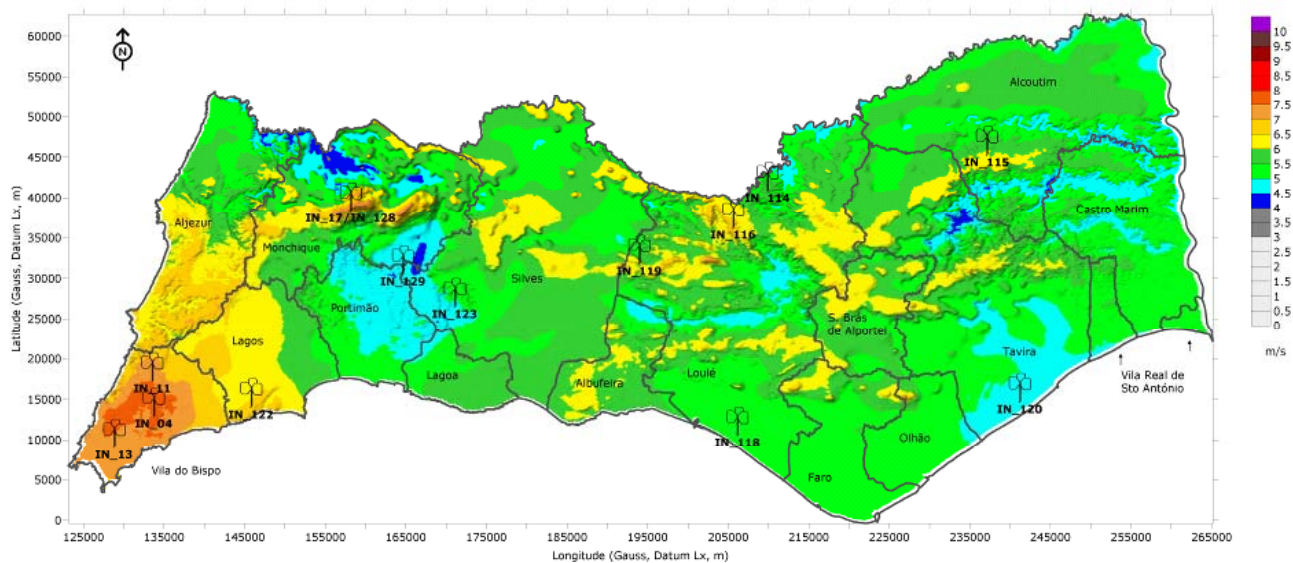 60000
55000
50000
45000
40000
35000
30000
25000
20000
15000
10000
5000
0
Latitude (Gauss, Datum Lx, m)
N
Alcoutim
IN_115
IN_114
Castro Marim
IN_17/IN_128
Aljezur
IN_116
Monchique
IN_119
IN_129
Silves
Portimão
IN_123
S. Brás
de Alportel
Lagos
Tavira
Loulé
Vila Real de
Sto António
Lagoa
Albufeira
IN_11
IN_122
IN_04
IN_120
IN_118
Olhão
IN_13
Vila do Bispo
Faro
125000 135000 145000 155000 165000 175000 185000 195000 205000 215000 225000 235000 245000 255000 265000
Longitude (Gauss, Datum Lx, m)
10
9.5
9
8.5
8
7.5
7
6.5
6
5.5
5
4.5
4
3.5
3
2.5
2
1.5
1
0.5
0
m/s